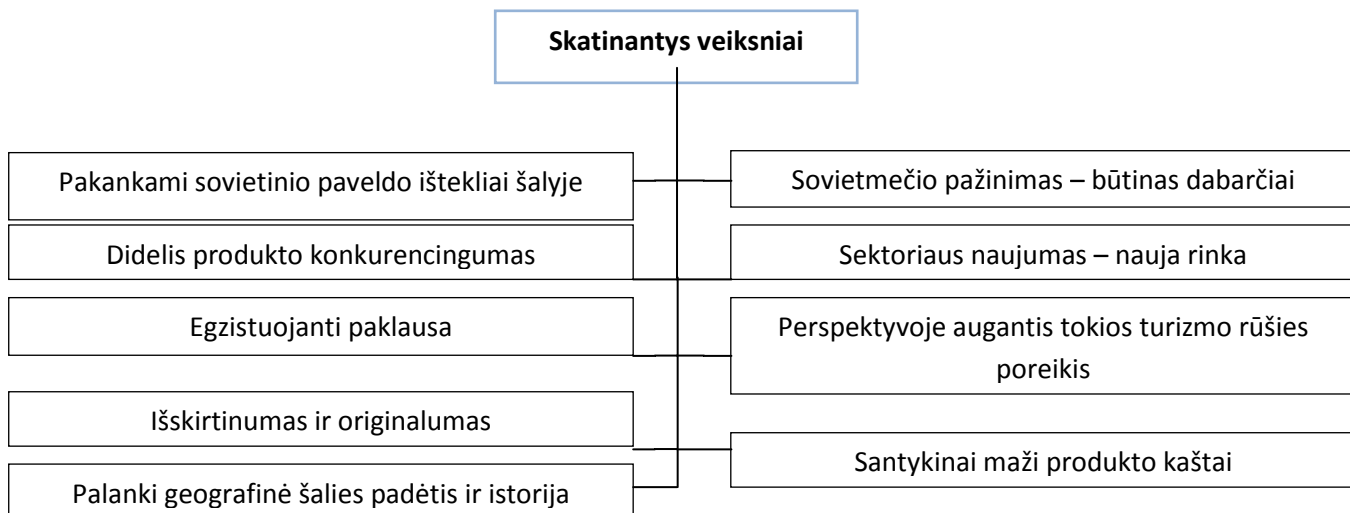 Skatinantys veiksniai
Pakankami sovietinio paveldo ištekliai šalyje
Sovietmečio pažinimas – būtinas dabarčiai
Didelis produkto konkurencingumas
Sektoriaus naujumas – nauja rinka
Egzistuojanti paklausa
Perspektyvoje augantis tokios turizmo rūšies
poreikis
Išskirtinumas ir originalumas
Santykinai maži produkto kaštai
Palanki geografinė šalies padėtis ir istorija